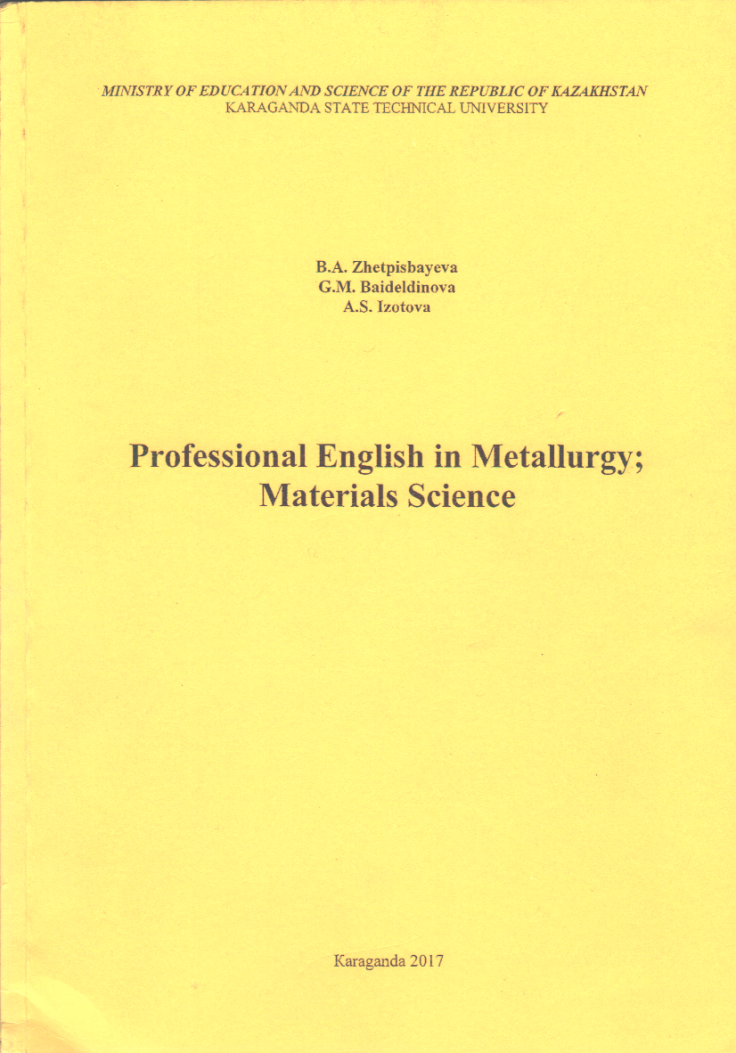 MINISTRY OF EDUCATION AND SCIENCE OF THE REPUBLIC OF KAZAKHSTAN
KARAGANDA STATE TECHNICAL UNIVERSITY
B.A. Zhetpisbayeva
G.M. Baideldinova
A.S. Izotova
Professional English in Metallurgy;
Materials Science
Karaganda 2017